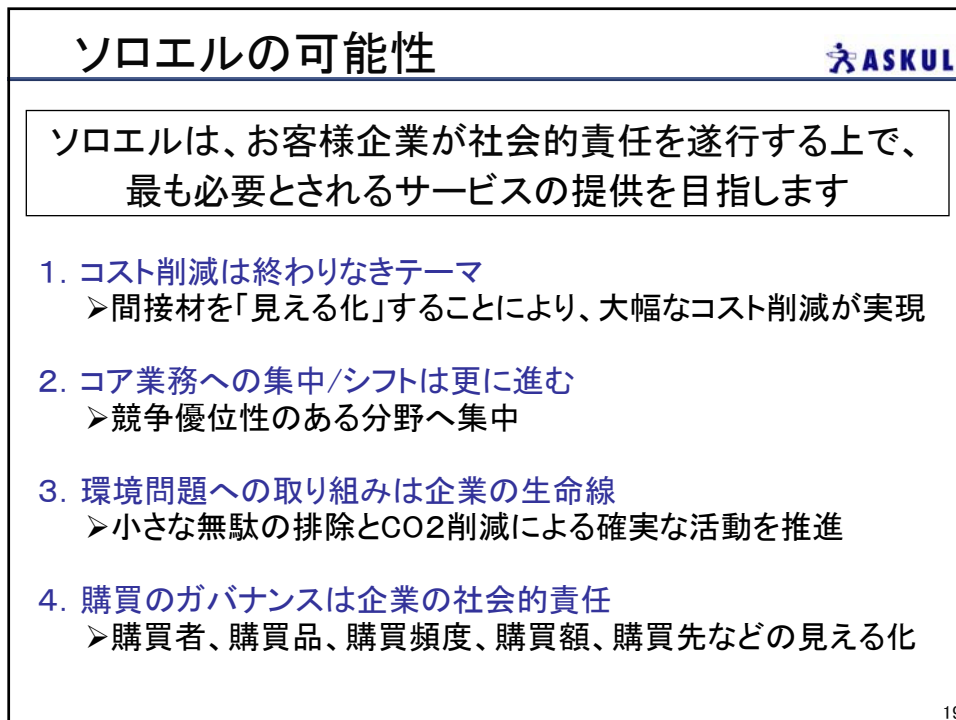 ソロエルの可能性
ASKUL
ソロエルは、お客様企業が社会的責任を遂行する上で、
最も必要とされるサービスの提供を目指します
１．コスト削減は終わりなきテーマ
➢間接材を「見える化」することにより、大幅なコスト削減が実現
２．コア業務への集中/シフトは更に進む
➢競争優位性のある分野へ集中
３．環境問題への取り組みは企業の生命線
➢小さな無駄の排除とCO２削減による確実な活動を推進
４．購買のガバナンスは企業の社会的責任
➢購買者、購買品、購買頻度、購買額、購買先などの見える化
19